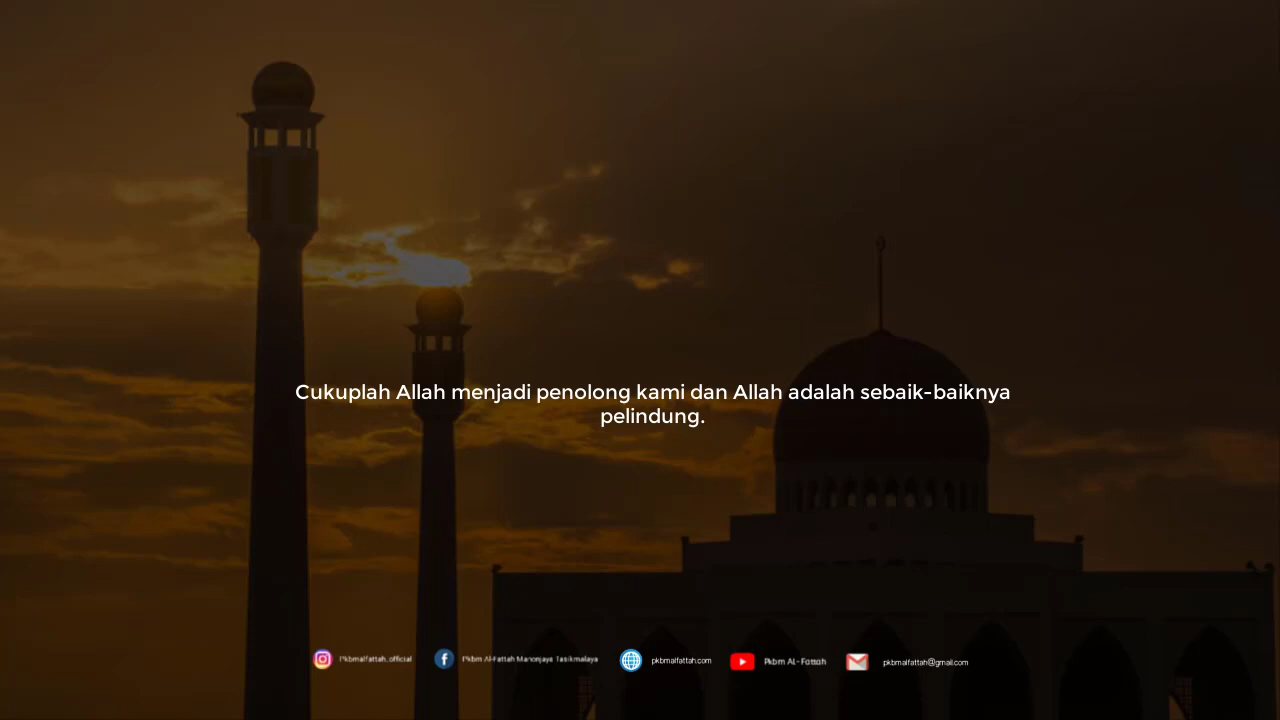 Cukuplah Allah menjadi penolong kami dan Allah adalah sebaik-baiknya
pelindung.
Pkbmalfattah_official Pkbm Al-Fattah Manonjaya Tasikmalaya pkbmalfattah.com Pkbm AL-Fattah pkbmalfattah@gmail.com